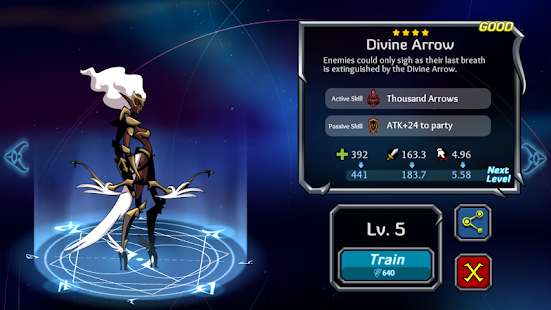 GOOD
Divine Arrow
Enemies could only sigh as their last breath
is extinguished by the Divine Arrow.
Active Skill Thousand Arrows
Passive Skill ATK+24 to party
392 163.3 4.96
441 183.7 5.58
Next
Level
Lv. 5
Train
640